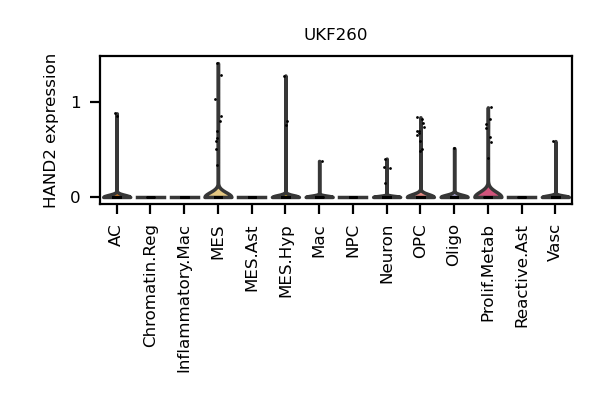 UKF260
HAND2 expression
1
0
AC
Chromatin.Reg
Inflammatory.Mac
MES
MES.Ast
MES.Hyp
Mac
NPC
Neuron
OPC
Oligo
Prolif.Metab
Reactive.Ast
Vasc